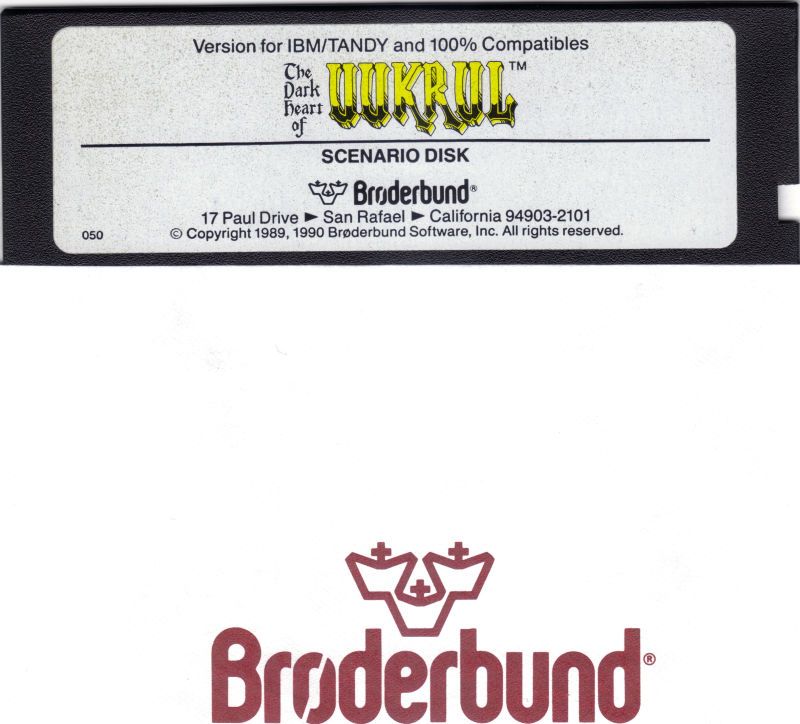 Version for IBM/TANDY and 100% Compatibles
The
Dark
Heart
of
UUKRUL™
SCENARIO DISK
Brøderbund®
17 Paul Drive ► San Rafael ► California 94903-2101
050
© Copyright 1989, 1990 Brøderbund Software, Inc. All rights reserved.
Brøderbund®